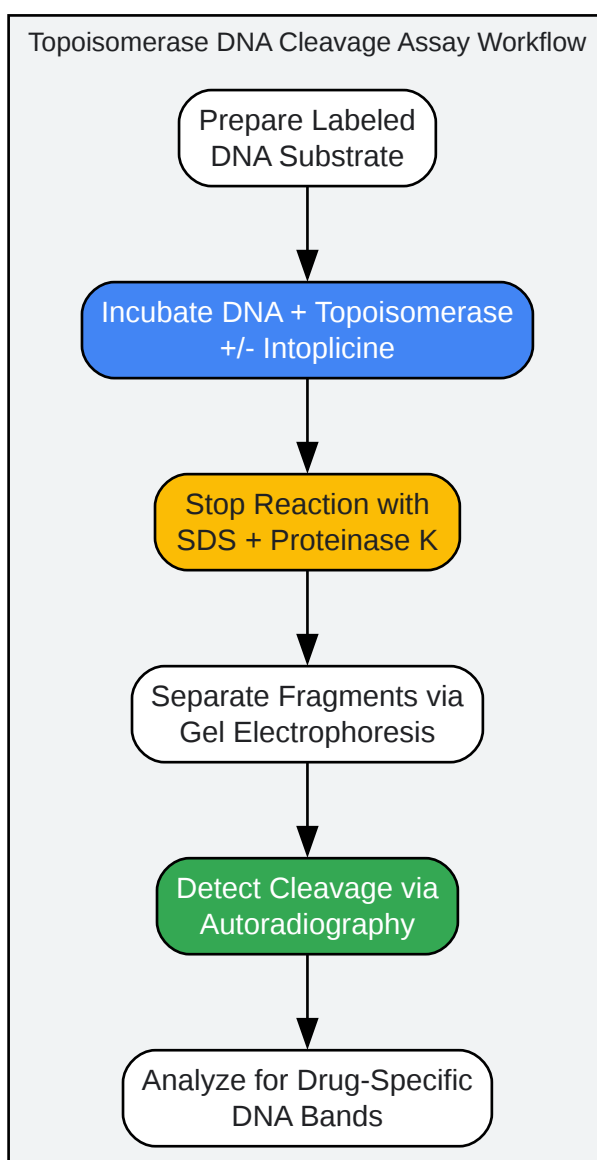 Topoisomerase DNA Cleavage Assay Workflow
Prepare Labeled
DNA Substrate
Incubate DNA + Topoisomerase
+/- Intoplicine
Stop Reaction with
SDS + Proteinase K
Separate Fragments via
Gel Electrophoresis
Detect Cleavage via
Autoradiography
Analyze for Drug-Specific
DNA Bands